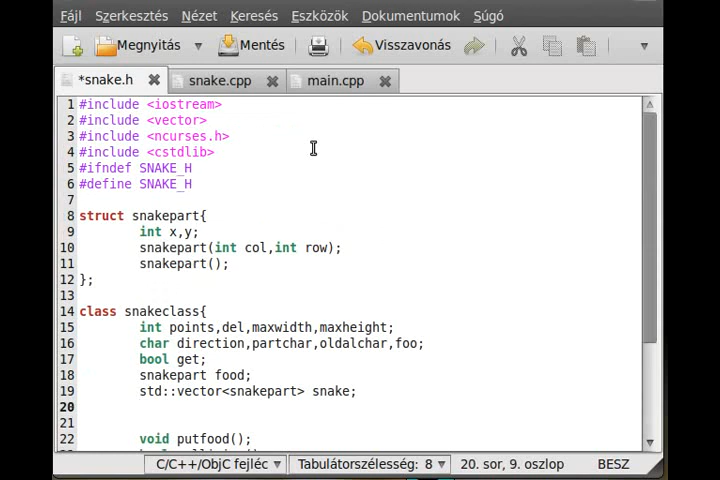 Fájl Szerkesztés Nézet Keresés Eszközök Dokumentumok Súgó
Megnyitás Mentés Visszavonás
*snake.h snake.cpp main.cpp
1 #include <iostream>
2 #include <vector>
3 #include <ncurses.h>
4 #include <cstdlib>
5 #ifndef SNAKE_H
6 #define SNAKE_H
7
8 struct snakepart{
9 int x,y;
10 snakepart(int col,int row);
11 snakepart();
12 };
13
14 class snakeclass{
15 int points,del,maxwidth,maxheight;
16 char direction,partchar,oldalchar,foo;
17 bool get;
18 snakepart food;
19 std::vector<snakepart> snake;
20
21
22 void putfood();
C/C++/ObjC fejléc Tabulátorszélesség: 8 20. sor, 9. oszlop BESZ